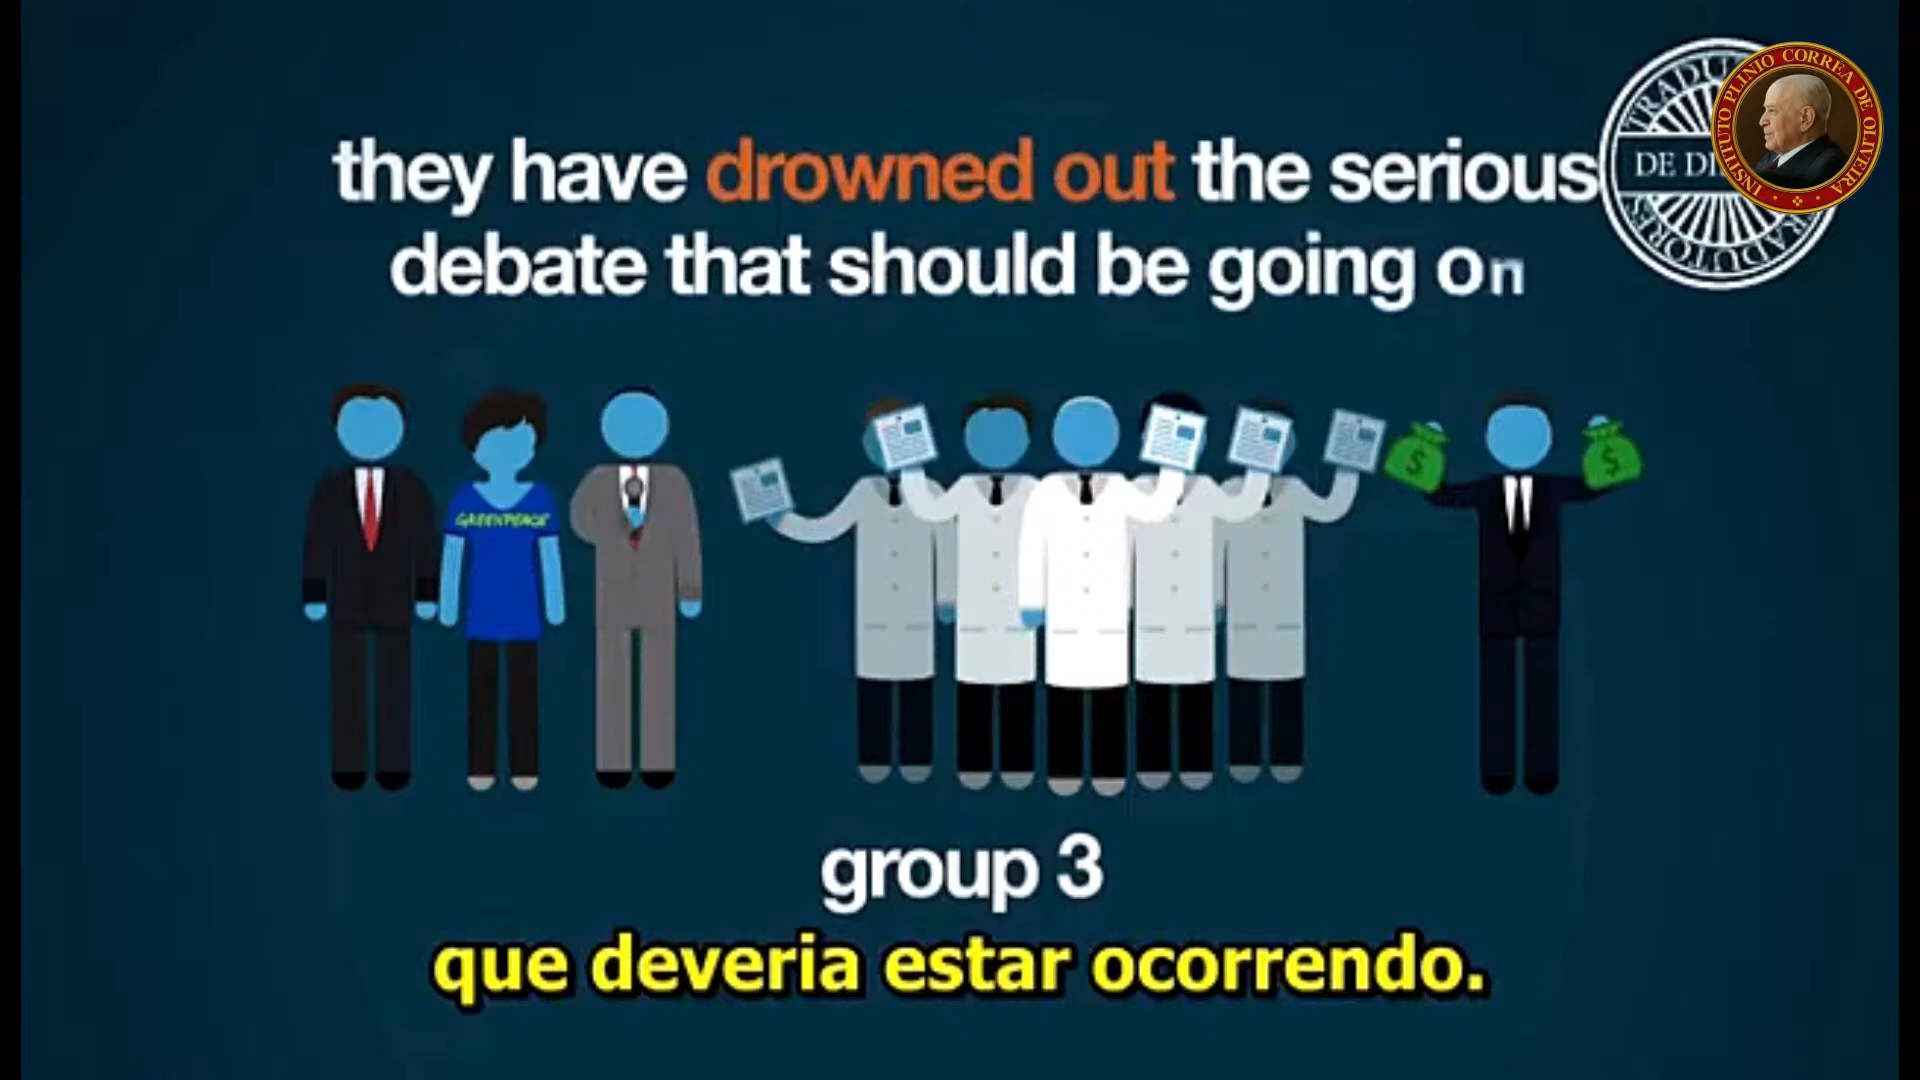 they have drowned out the serious
debate that should be going on
TRADUTORES
DE DI
INSTITUTO PLINIO CORREA DE OLIVEIRA
GREENPEACE
$
$
group 3
que deveria estar ocorrendo.